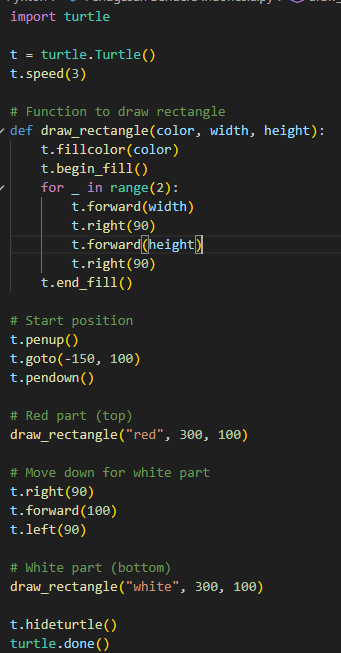 import turtle
t = turtle.Turtle()
t.speed(3)
# Function to draw rectangle
def draw_rectangle(color, width, height):
    t.fillcolor(color)
    t.begin_fill()
    for _ in range(2):
        t.forward(width)
        t.right(90)
        t.forward(height)
        t.right(90)
    t.end_fill()
# Start position
t.penup()
t.goto(-150, 100)
t.pendown()
# Red part (top)
draw_rectangle("red", 300, 100)
# Move down for white part
t.right(90)
t.forward(100)
t.left(90)
# White part (bottom)
draw_rectangle("white", 300, 100)
t.hideturtle()
turtle.done()